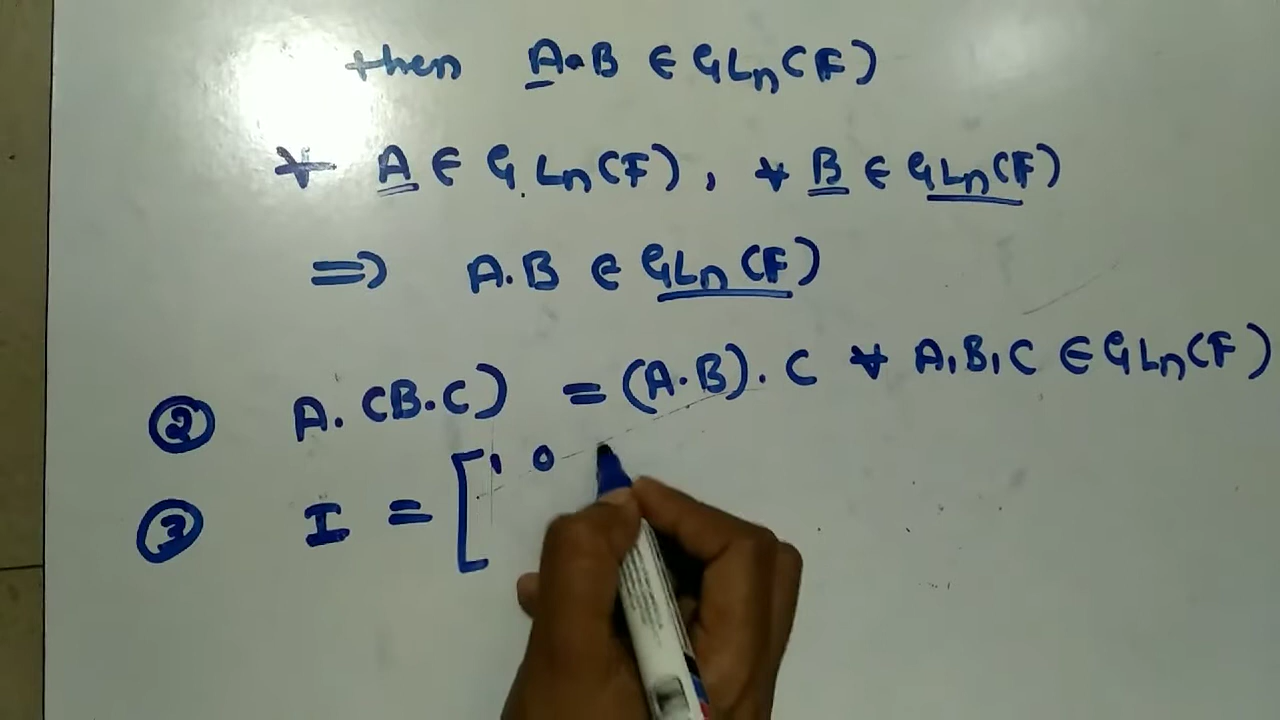 then A·B ∈ GLn(F)
∀ A ∈ GLn(F), ∀ B ∈ GLn(F)
⇒ A.B ∈ GLn(F)
② A.(B.C) = (A.B).C ∀ A,B,C ∈ GLn(F)
③ I = [1 0